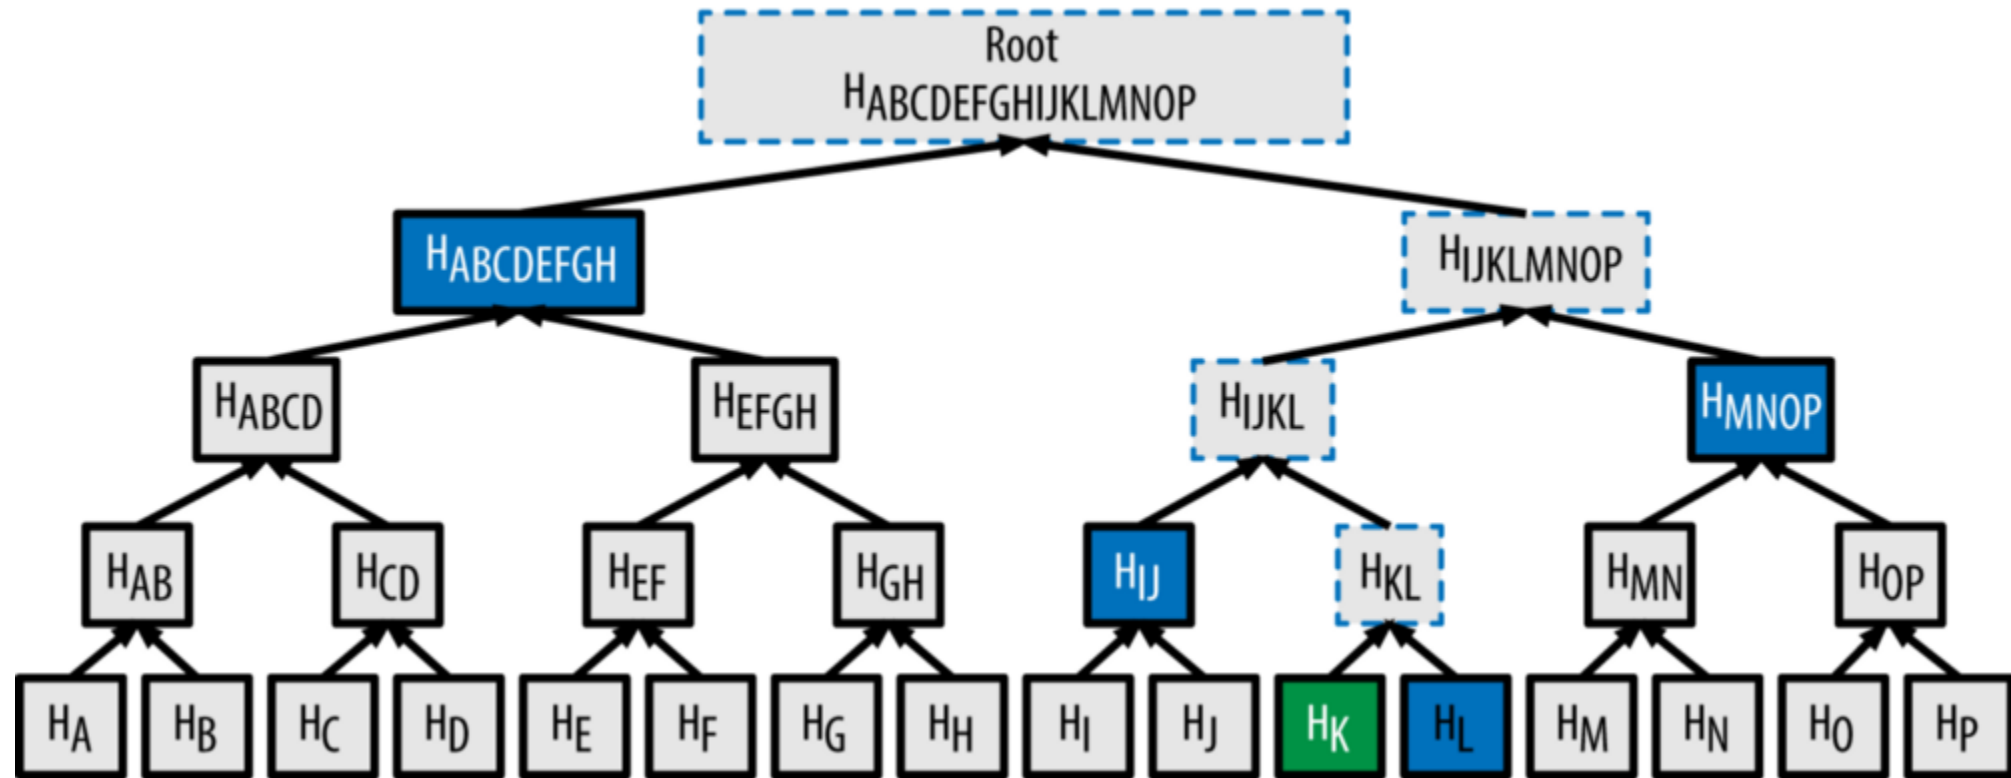 Root
HABCDEFGHIJKLMNOP
HABCDEFGH
HIJKLMNOP
HABCD
HEFGH
HIJKL
HMNOP
HAB
HCD
HEF
HGH
HIJ
HKL
HMN
HOP
HA
HB
HC
HD
HE
HF
HG
HH
HI
HJ
HK
HL
HM
HN
HO
HP